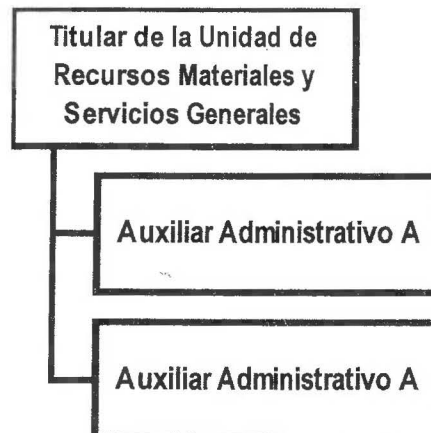 Titular de la Unidad de
Recursos Materiales y
Servicios Generales
Auxiliar Administrativo A
Auxiliar Administrativo A